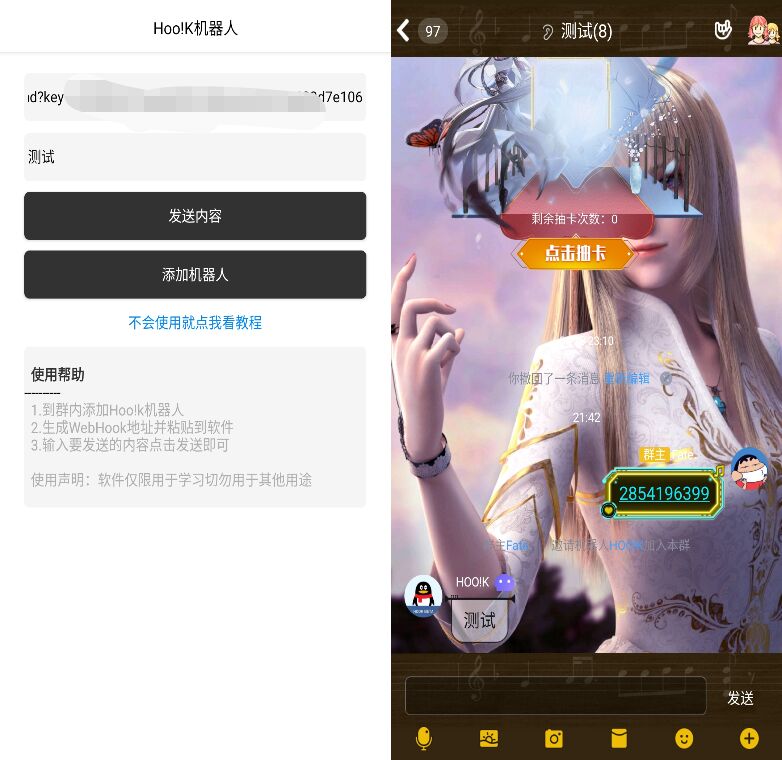 Hoo!K机器人
d?key
d7e106
测试
发送内容
添加机器人
不会使用就点我看教程
使用帮助
----------
1.到群内添加Hoo!k机器人
2.生成WebHook地址并粘贴到软件
3.输入要发送的内容点击发送即可
使用声明：软件仅限用于学习切勿用于其他用途
97
测试(8)
剩余抽卡次数：0
点击抽卡
23:10
你撤回了一条消息 重新编辑
21:42
群主 Fate
2854196399
主Fate 邀请机器人HOO!K加入本群
HOO!K
测试
发送